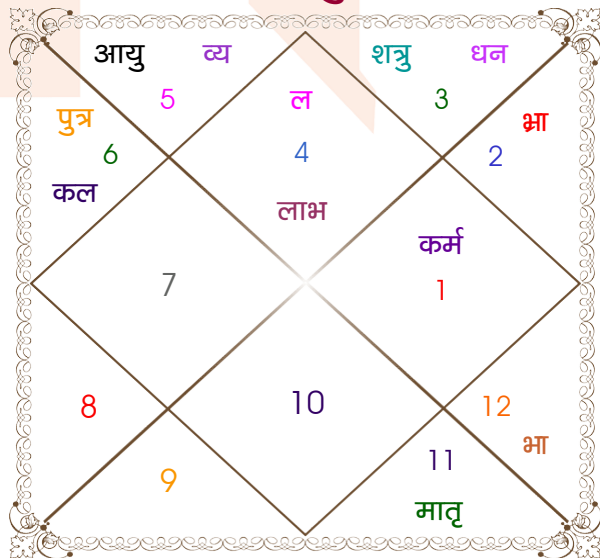 आयु व्य शत्रु धन
5 ल 3
पुत्र भ्रा
6 4 2
कल
लाभ
कर्म
7 1
8 10 12
भा
9 11
मातृ